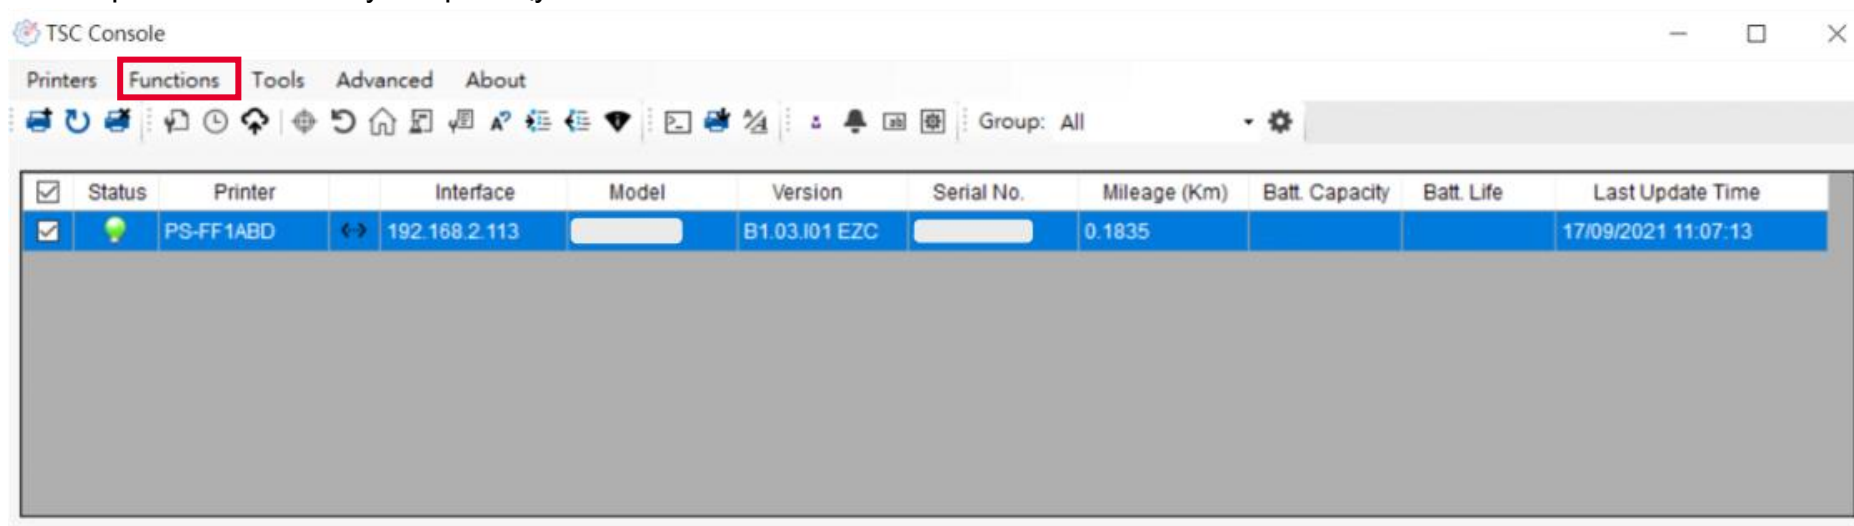 TSC Console
Printers Functions Tools Advanced About
Group: All
Status Printer Interface Model Version Serial No. Mileage (Km) Batt. Capacity Batt. Life Last Update Time
PS-FF1ABD 192.168.2.113 B1.03.I01 EZC 0.1835 17/09/2021 11:07:13